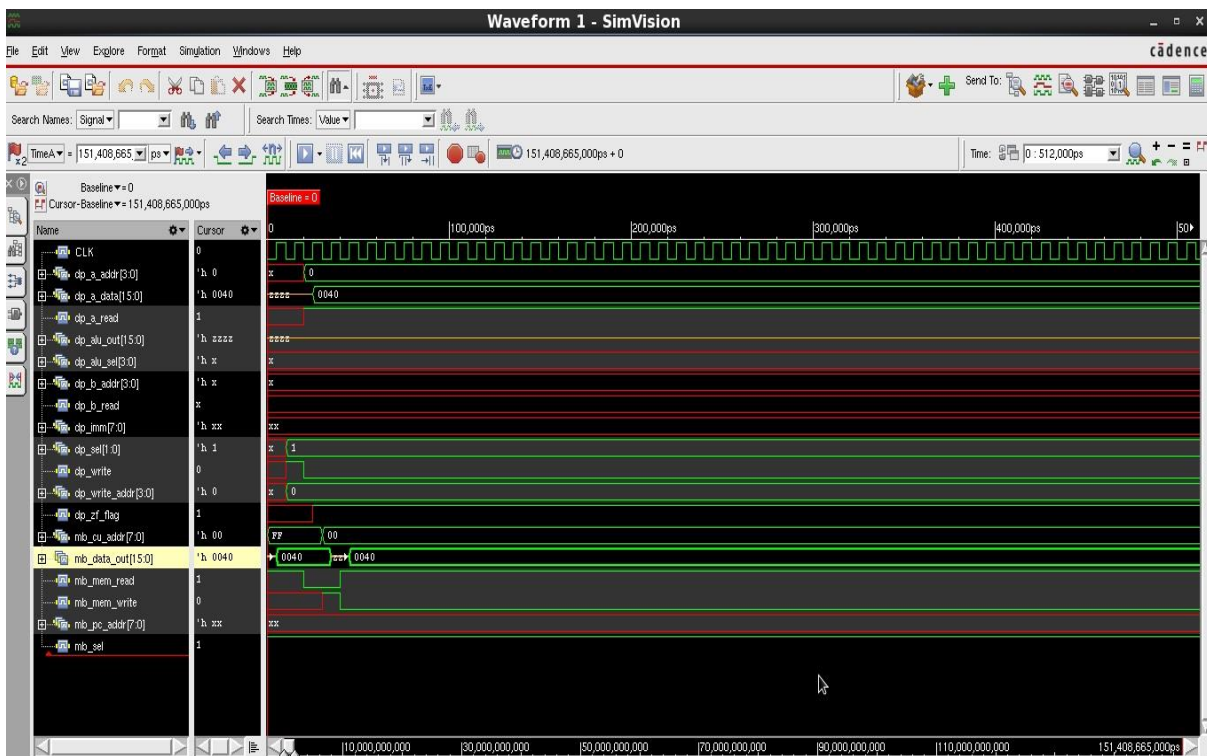 Waveform 1 - SimVision
File Edit View Explore Format Simulation Windows Help
cādence
Send To:
Search Names: Signal
Search Times: Value
x2 TimeA = 151,408,665 ps
151,408,665,000ps + 0
Time: 0 : 512,000ps
Baseline = 0
Cursor-Baseline = 151,408,665,000ps
Baseline = 0
Name Cursor 0 100,000ps 200,000ps 300,000ps 400,000ps 50
CLK 0
dp_a_addr[3:0] 'h 0 x 0
dp_a_data[15:0] 'h 0040 zzzz 0040
dp_a_read 1
dp_alu_out[15:0] 'h zzzz zzzz
dp_alu_sel[3:0] 'h x x
dp_b_addr[3:0] 'h x x
dp_b_read x
dp_imm[7:0] 'h xx xx
dp_sel[1:0] 'h 1 x 1
dp_write 0
dp_write_addr[3:0] 'h 0 x 0
dp_zf_flag 1
mb_cu_addr[7:0] 'h 00 FF 00
mb_data_out[15:0] 'h 0040 0040 0040
mb_mem_read 1
mb_mem_write 0
mb_pc_addr[7:0] 'h xx xx
mb_sel 1
10,000,000,000 30,000,000,000 50,000,000,000 70,000,000,000 90,000,000,000 110,000,000,000 151,408,665,000ps